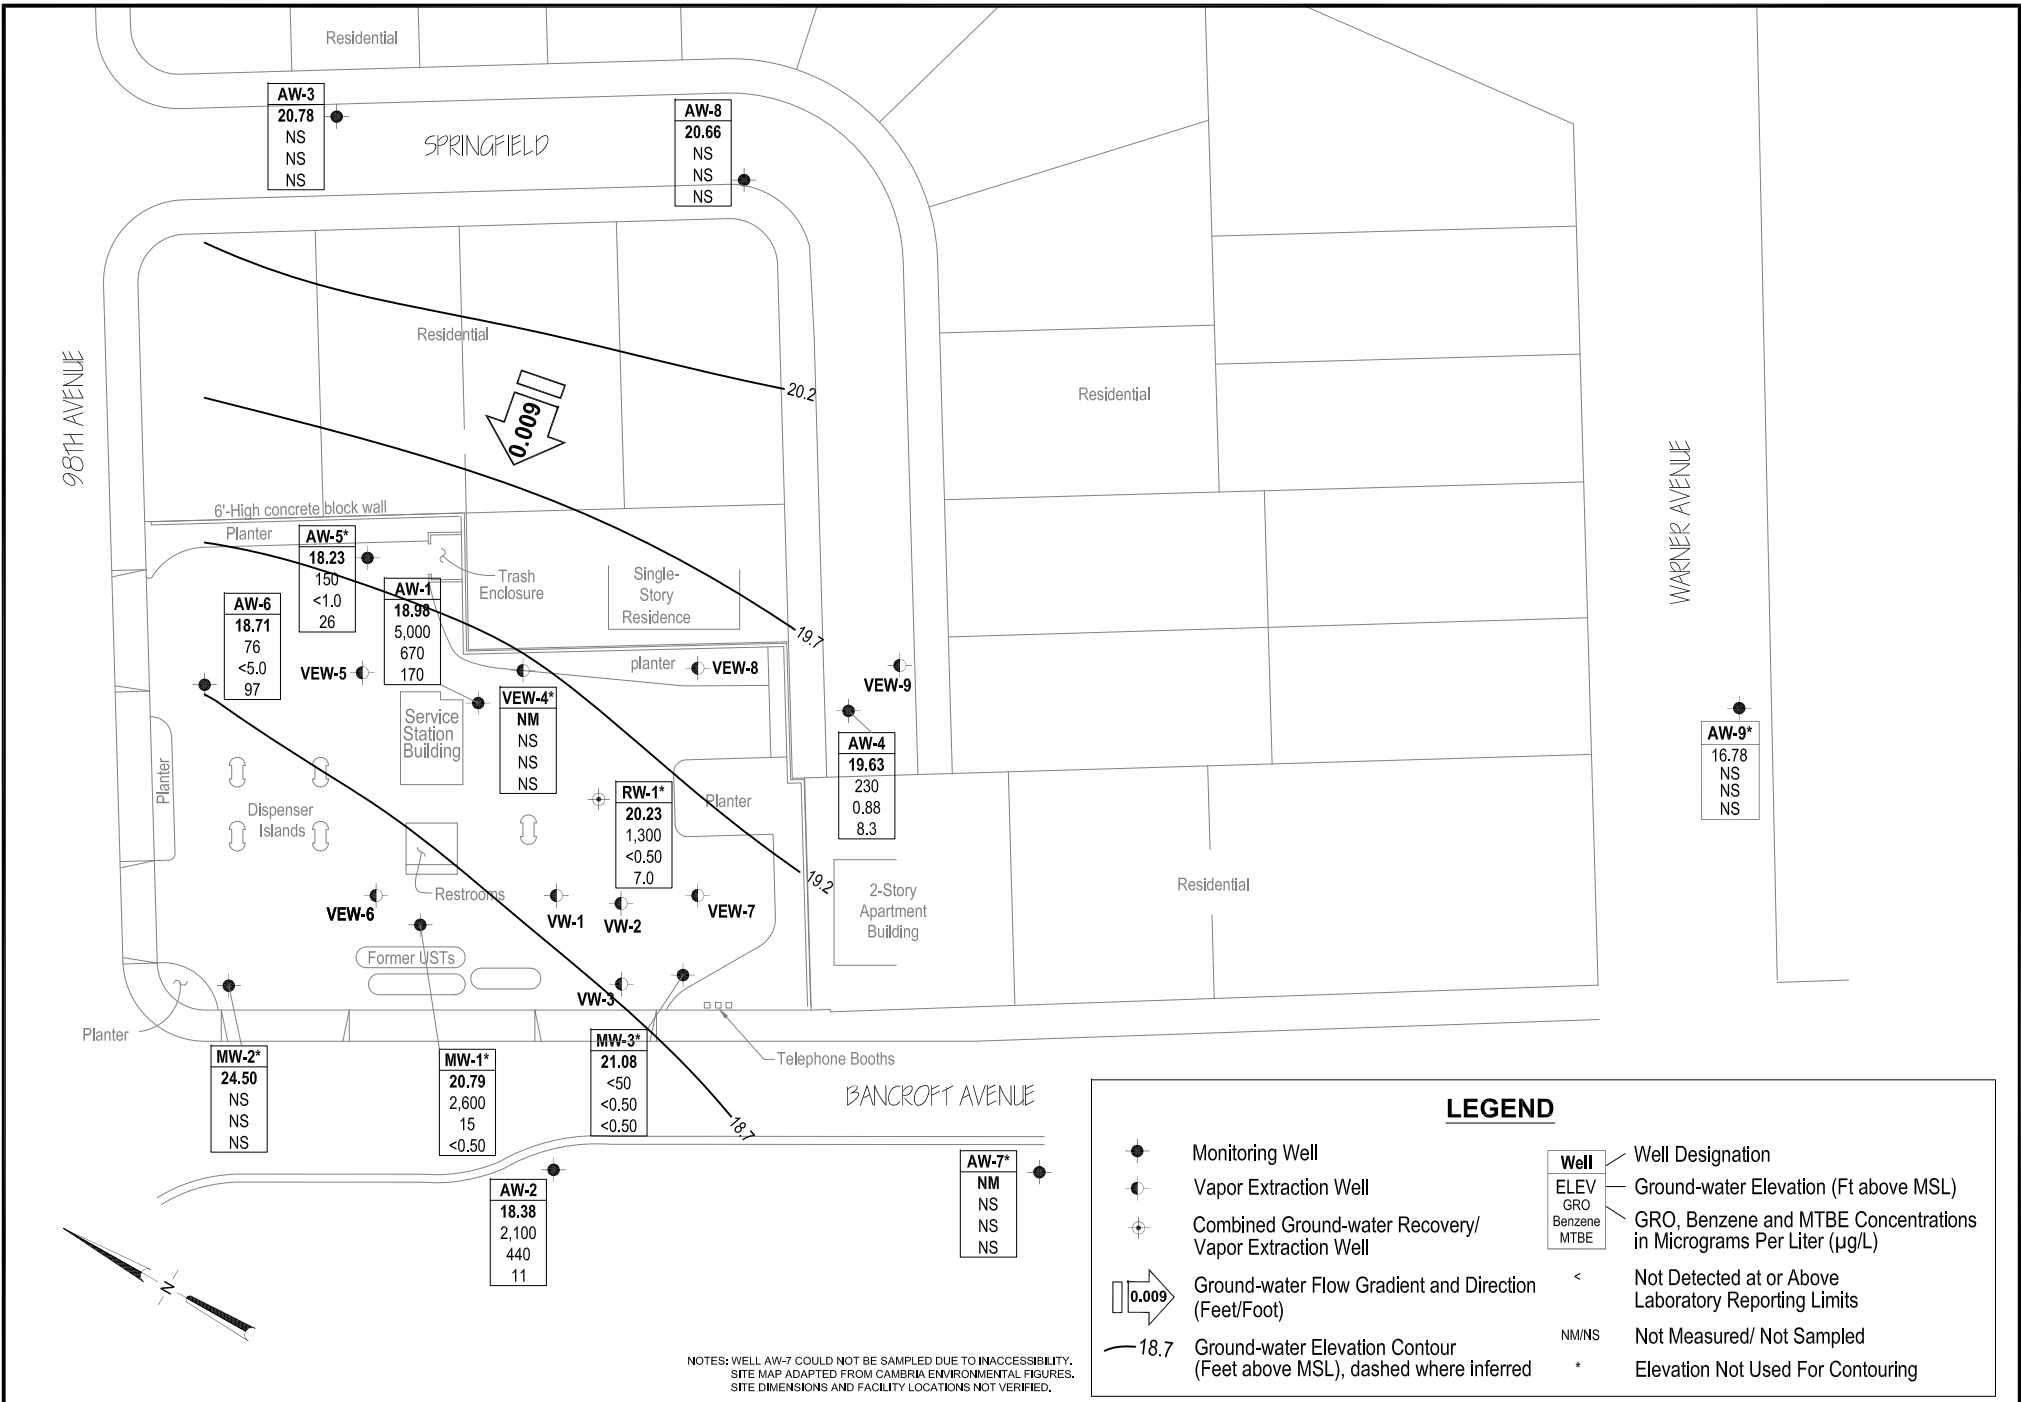 Residential
AW-3
20.78
NS
NS
NS
AW-8
20.66
NS
NS
NS
SPRINGFIELD
98TH AVENUE
Residential
20.2
0.009
Residential
WARNER AVENUE
6'-High concrete block wall
Planter
AW-5*
18.23
150
<1.0
26
Trash
Enclosure
Single-
Story
Residence
19.7
AW-1
18.98
5,000
670
170
AW-6
18.71
76
<5.0
97
VEW-5
planter
VEW-8
VEW-9
VEW-4*
NM
NS
NS
NS
Service
Station
Building
AW-4
19.63
230
0.88
8.3
AW-9*
16.78
NS
NS
NS
Planter
Dispenser
Islands
RW-1*
20.23
1,300
<0.50
7.0
Planter
19.2
Restrooms
2-Story
Apartment
Building
Residential
VEW-6
VW-1
VW-2
VEW-7
Former USTs
VW-3
Planter
MW-2*
24.50
NS
NS
NS
MW-1*
20.79
2,600
15
<0.50
MW-3*
21.08
<50
<0.50
<0.50
Telephone Booths
18.7
BANCROFT AVENUE
AW-2
18.38
2,100
440
11
AW-7*
NM
NS
NS
NS
N
LEGEND
Monitoring Well
Vapor Extraction Well
Combined Ground-water Recovery/
Vapor Extraction Well
0.009
Ground-water Flow Gradient and Direction
(Feet/Foot)
18.7
Ground-water Elevation Contour
(Feet above MSL), dashed where inferred
Well
ELEV
GRO
Benzene
MTBE
Well Designation
Ground-water Elevation (Ft above MSL)
GRO, Benzene and MTBE Concentrations
in Micrograms Per Liter (µg/L)
< Not Detected at or Above
Laboratory Reporting Limits
NM/NS Not Measured/ Not Sampled
* Elevation Not Used For Contouring
NOTES: WELL AW-7 COULD NOT BE SAMPLED DUE TO INACCESSIBILITY.
SITE MAP ADAPTED FROM CAMBRIA ENVIRONMENTAL FIGURES.
SITE DIMENSIONS AND FACILITY LOCATIONS NOT VERIFIED.